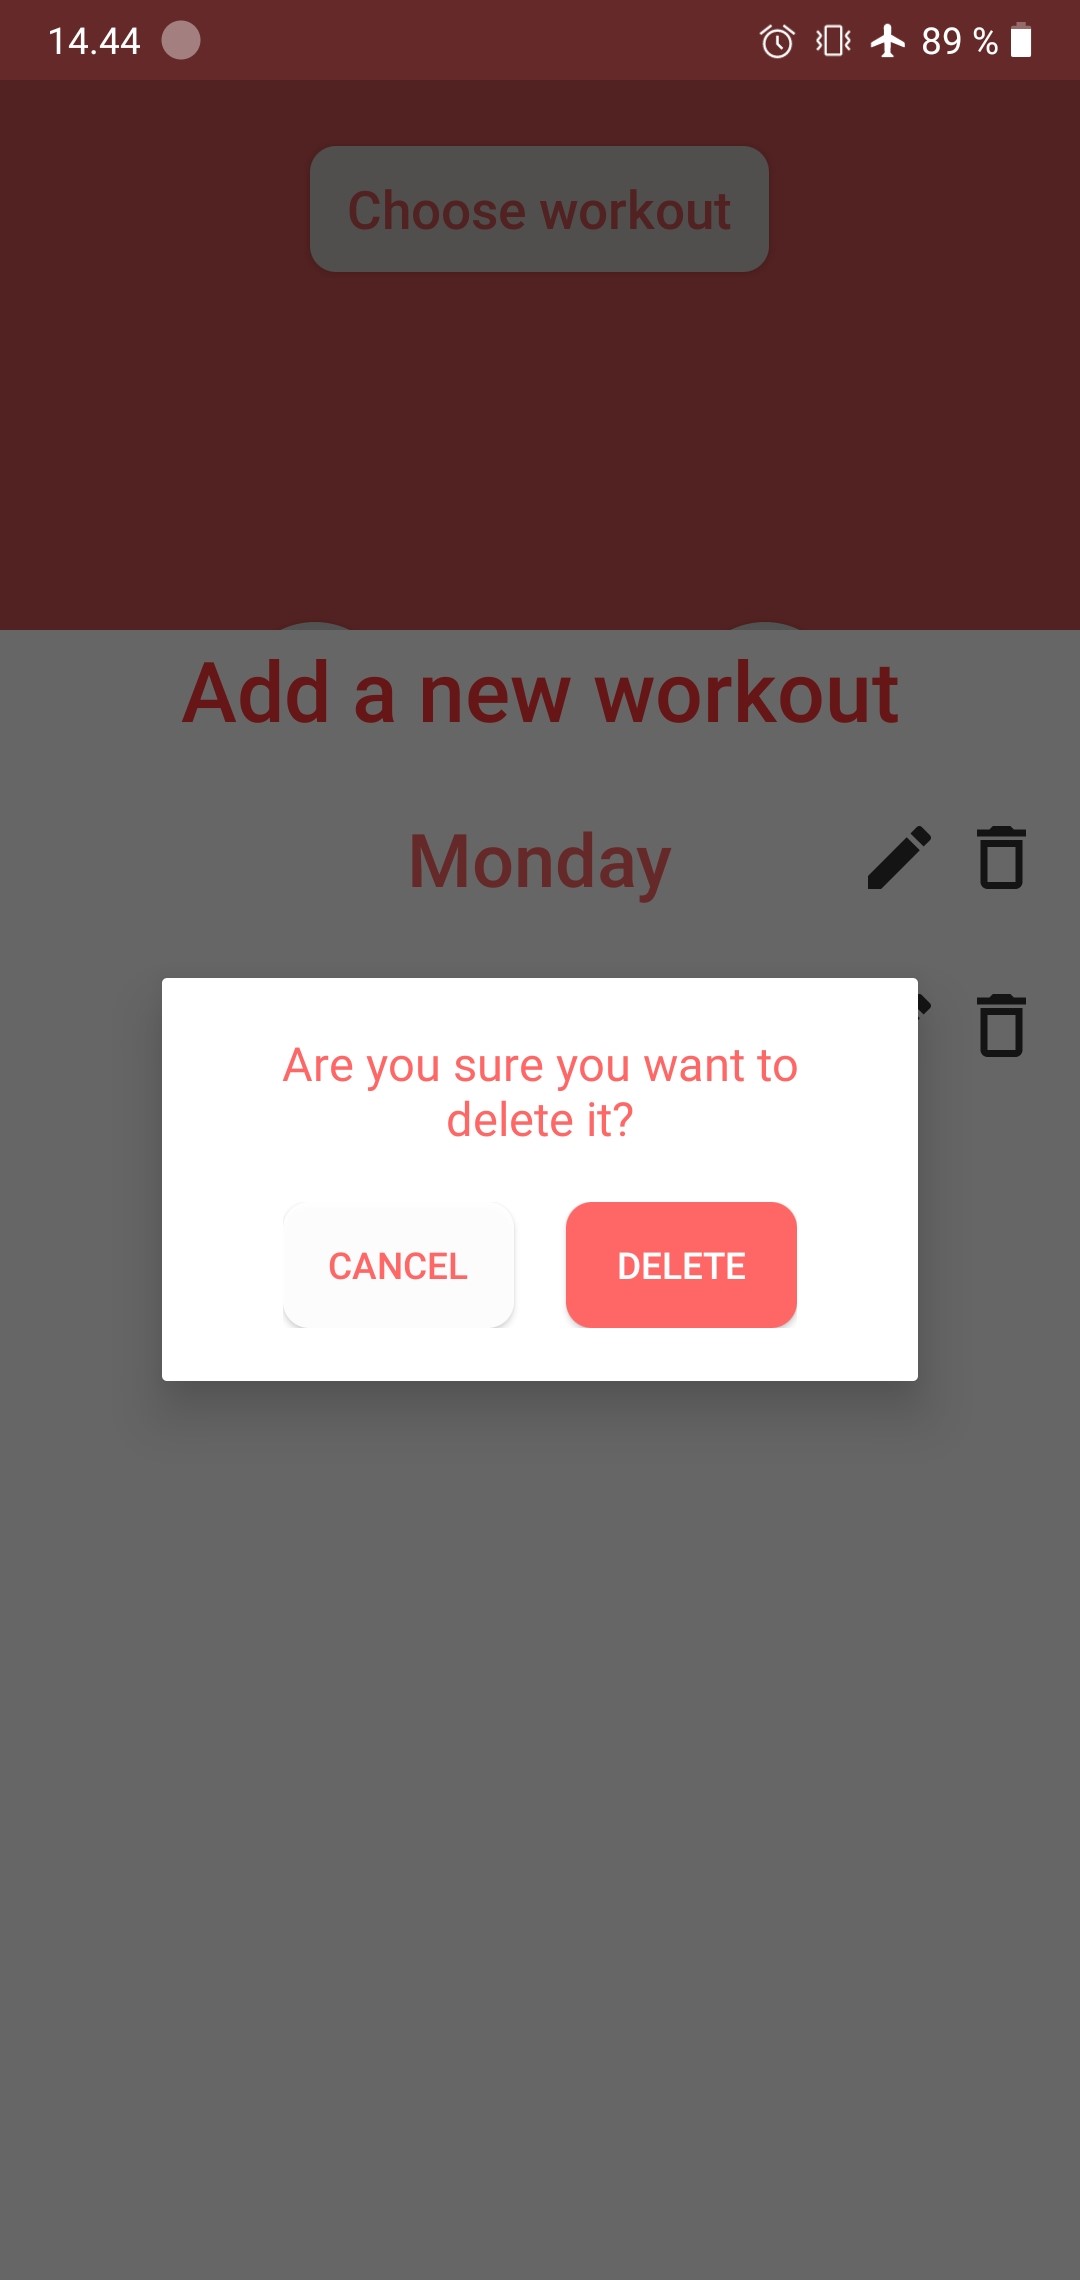 14.44
89 %
Choose workout
Add a new workout
Monday
Are you sure you want to
delete it?
CANCEL
DELETE